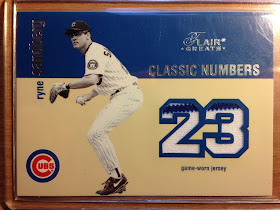 FLAIR
GREATS
CLASSIC NUMBERS
ryne sandberg
23
CUBS
game-worn jersey